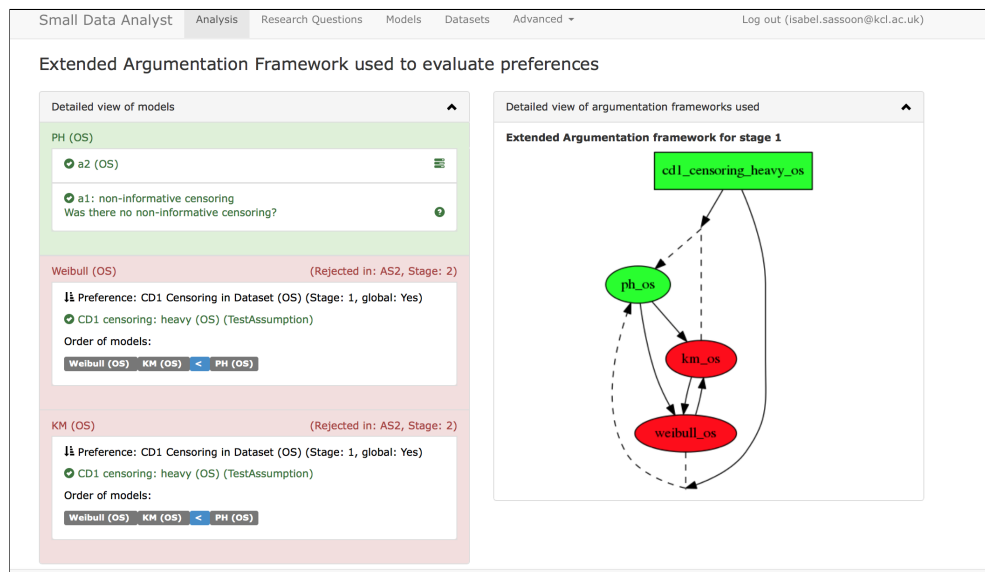 Small Data Analyst Analysis Research Questions Models Datasets Advanced Log out (isabel.sassoon@kcl.ac.uk)
Extended Argumentation Framework used to evaluate preferences
Detailed view of models
PH (OS)
a2 (OS)
a1: non-informative censoring
Was there no non-informative censoring?
Weibull (OS) (Rejected in: AS2, Stage: 2)
Preference: CD1 Censoring in Dataset (OS) (Stage: 1, global: Yes)
CD1 censoring: heavy (OS) (TestAssumption)
Order of models:
Weibull (OS) KM (OS) < PH (OS)
KM (OS) (Rejected in: AS2, Stage: 2)
Preference: CD1 Censoring in Dataset (OS) (Stage: 1, global: Yes)
CD1 censoring: heavy (OS) (TestAssumption)
Order of models:
Weibull (OS) KM (OS) < PH (OS)
Detailed view of argumentation frameworks used
Extended Argumentation framework for stage 1
cd1_censoring_heavy_os
ph_os
km_os
weibull_os